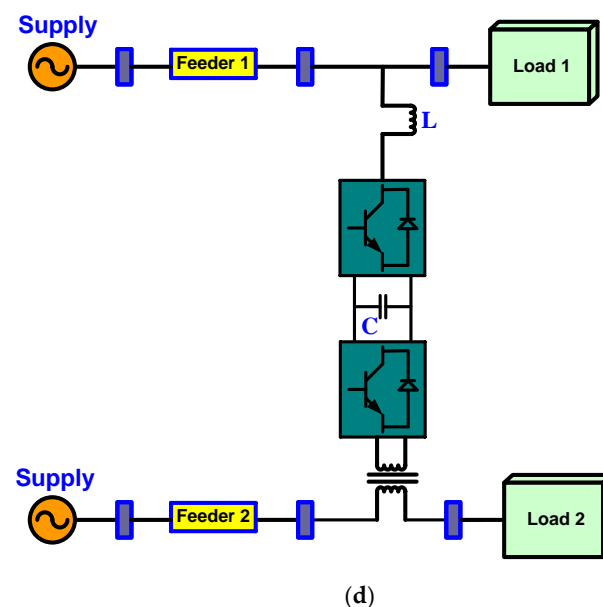 Supply
Feeder 1
Load 1
L
C
Supply
Feeder 2
Load 2
(d)